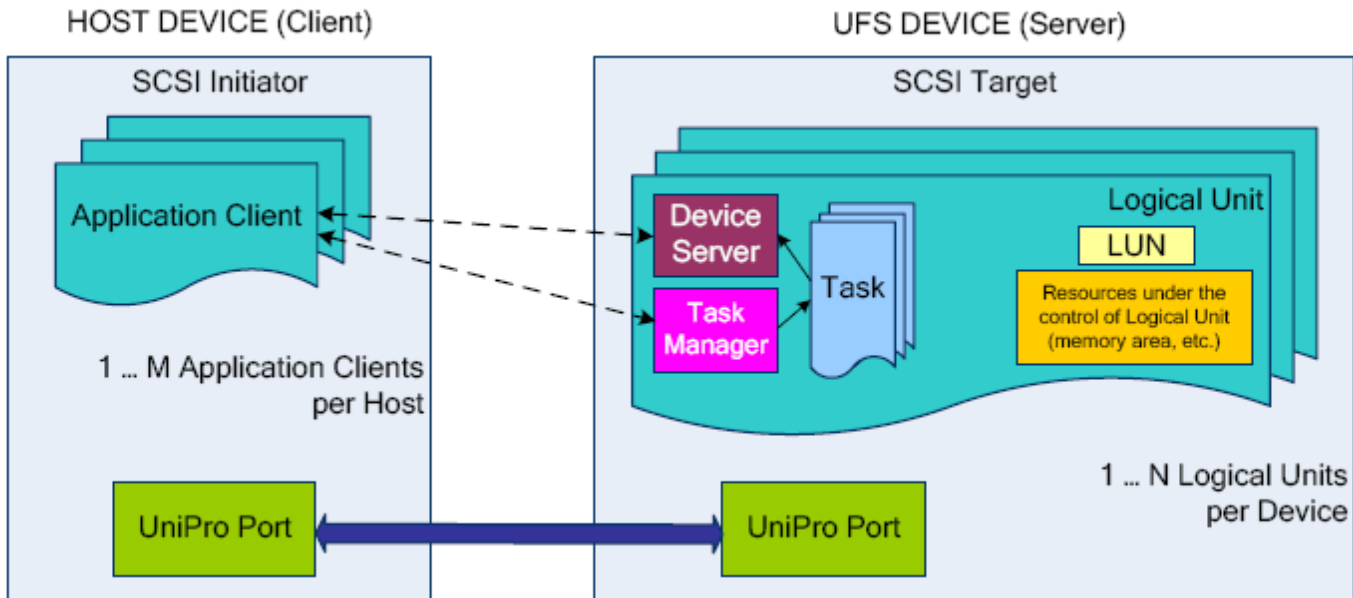 HOST DEVICE (Client)
UFS DEVICE (Server)
SCSI Initiator
SCSI Target
Application Client
Device
Server
Task
Manager
Task
Logical Unit
LUN
Resources under the
control of Logical Unit
(memory area, etc.)
1 ... M Application Clients
per Host
1 ... N Logical Units
per Device
UniPro Port
UniPro Port